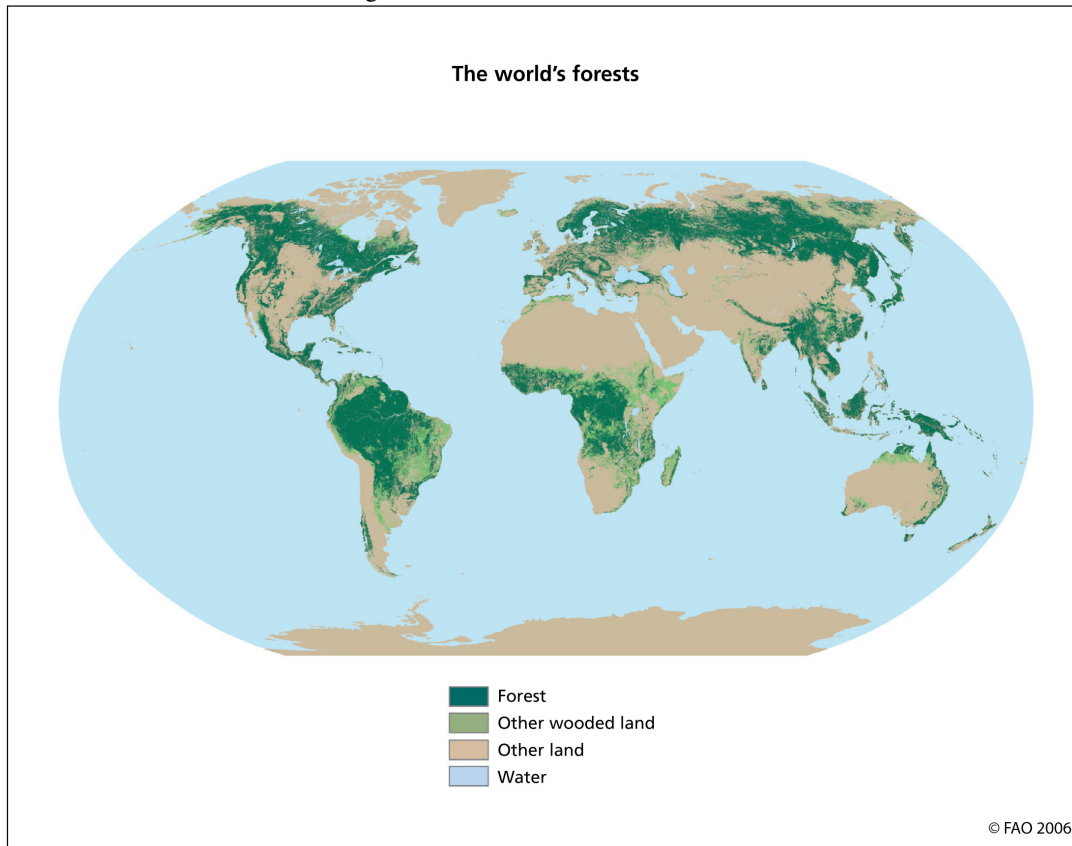 The world's forests
Forest
Other wooded land
Other land
Water
© FAO 2006